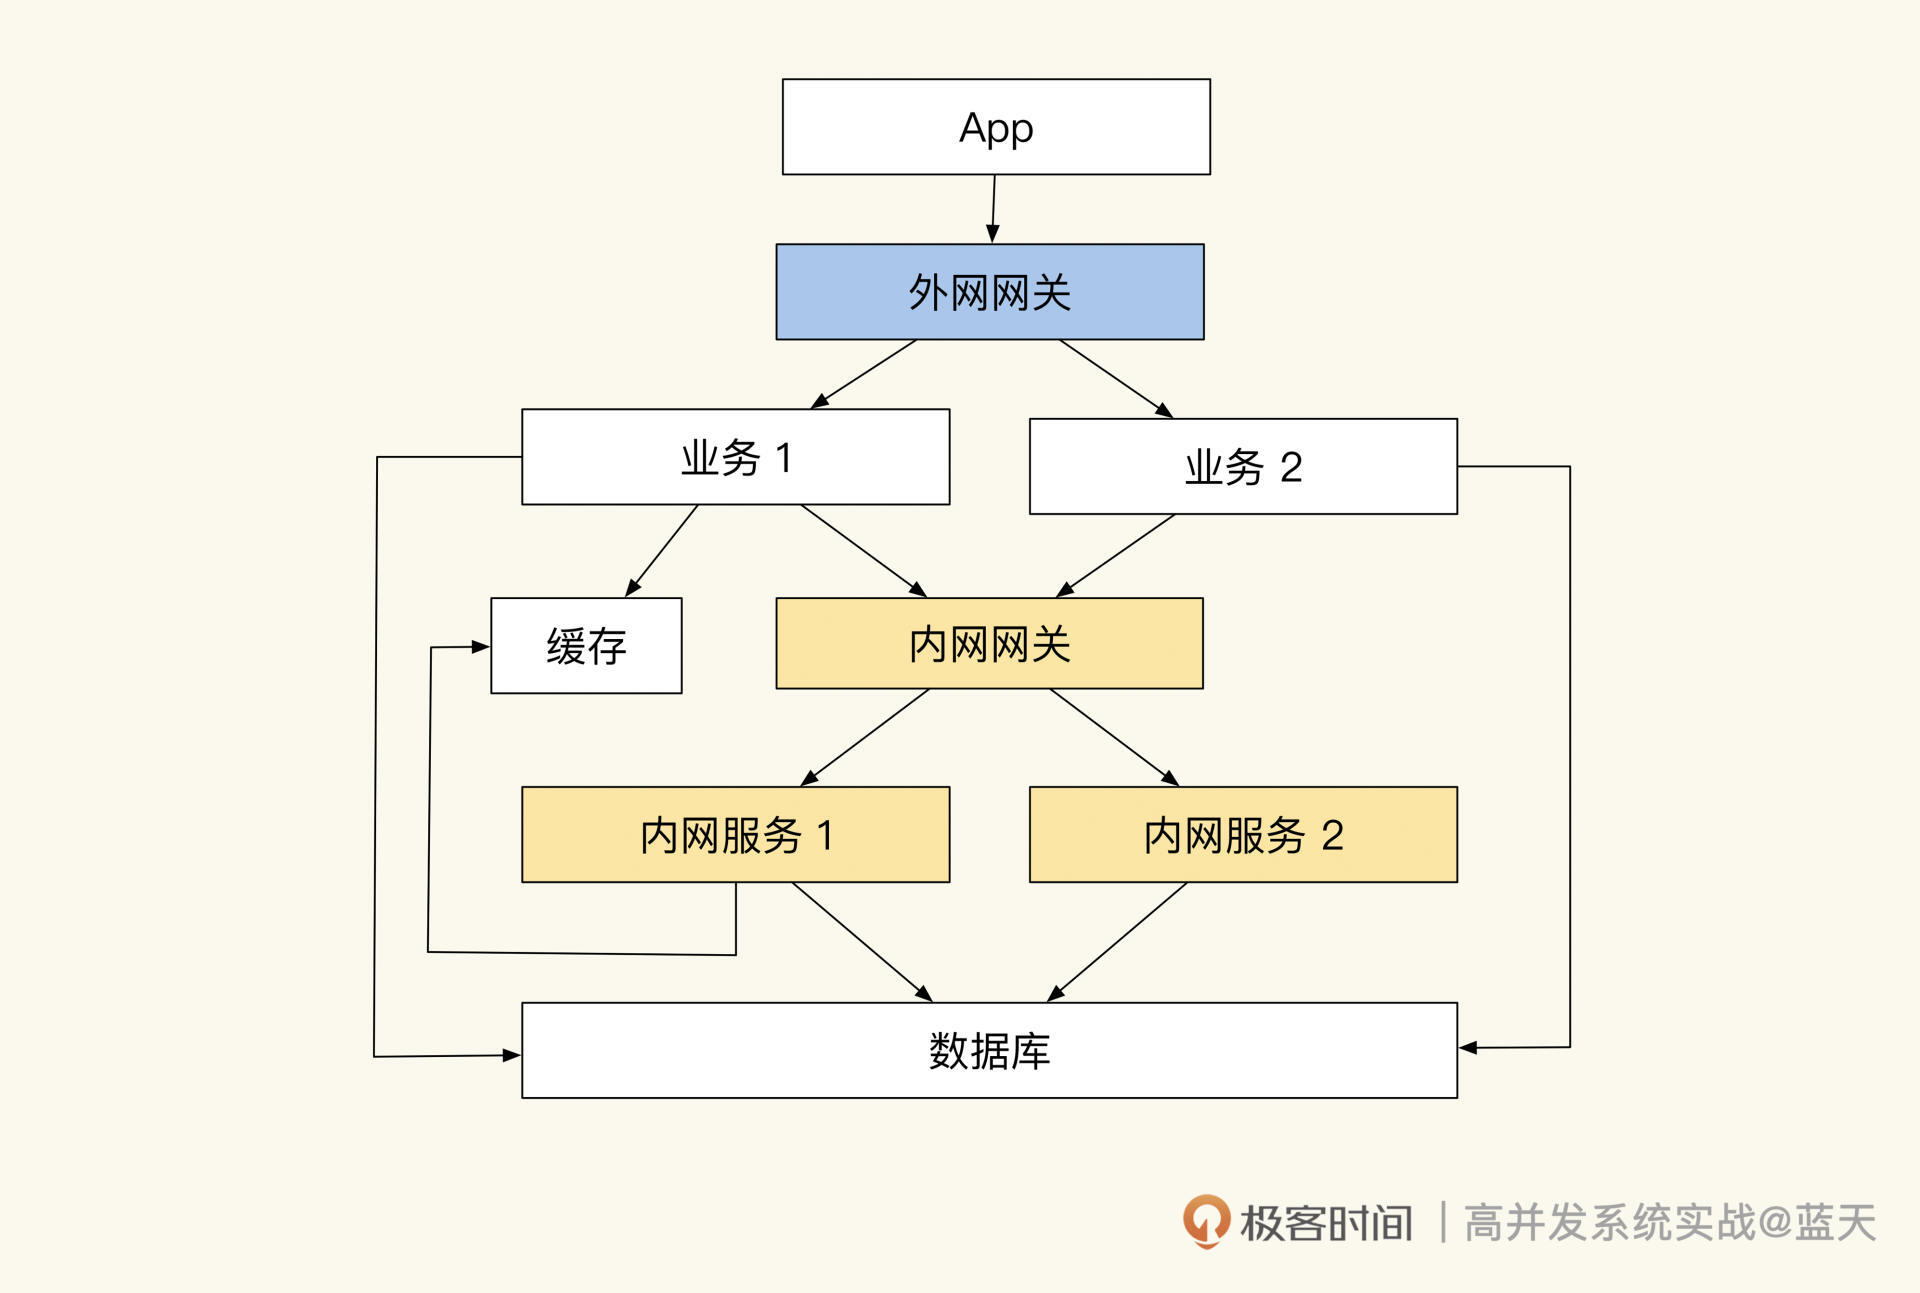 App
外网网关
业务 1
业务 2
缓存
内网网关
内网服务 1
内网服务 2
数据库
极客时间 | 高并发系统实战@蓝天